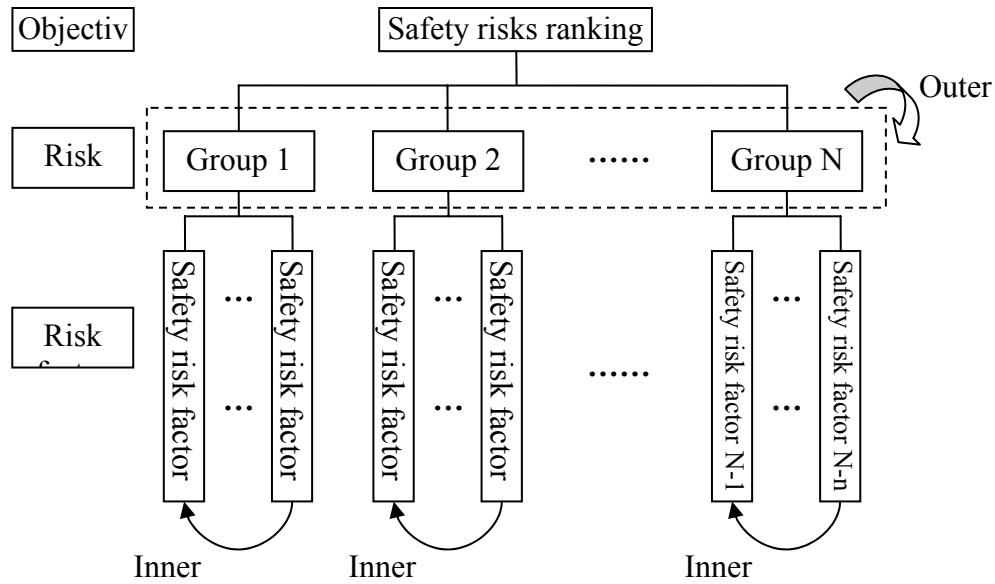 Objectiv
Safety risks ranking
Outer
Risk
Group 1
Group 2
......
Group N
Safety risk factor
...
...
Safety risk factor
Safety risk factor
...
...
Safety risk factor
......
Safety risk factor N-1
...
...
Safety risk factor N-n
Risk
Inner
Inner
Inner